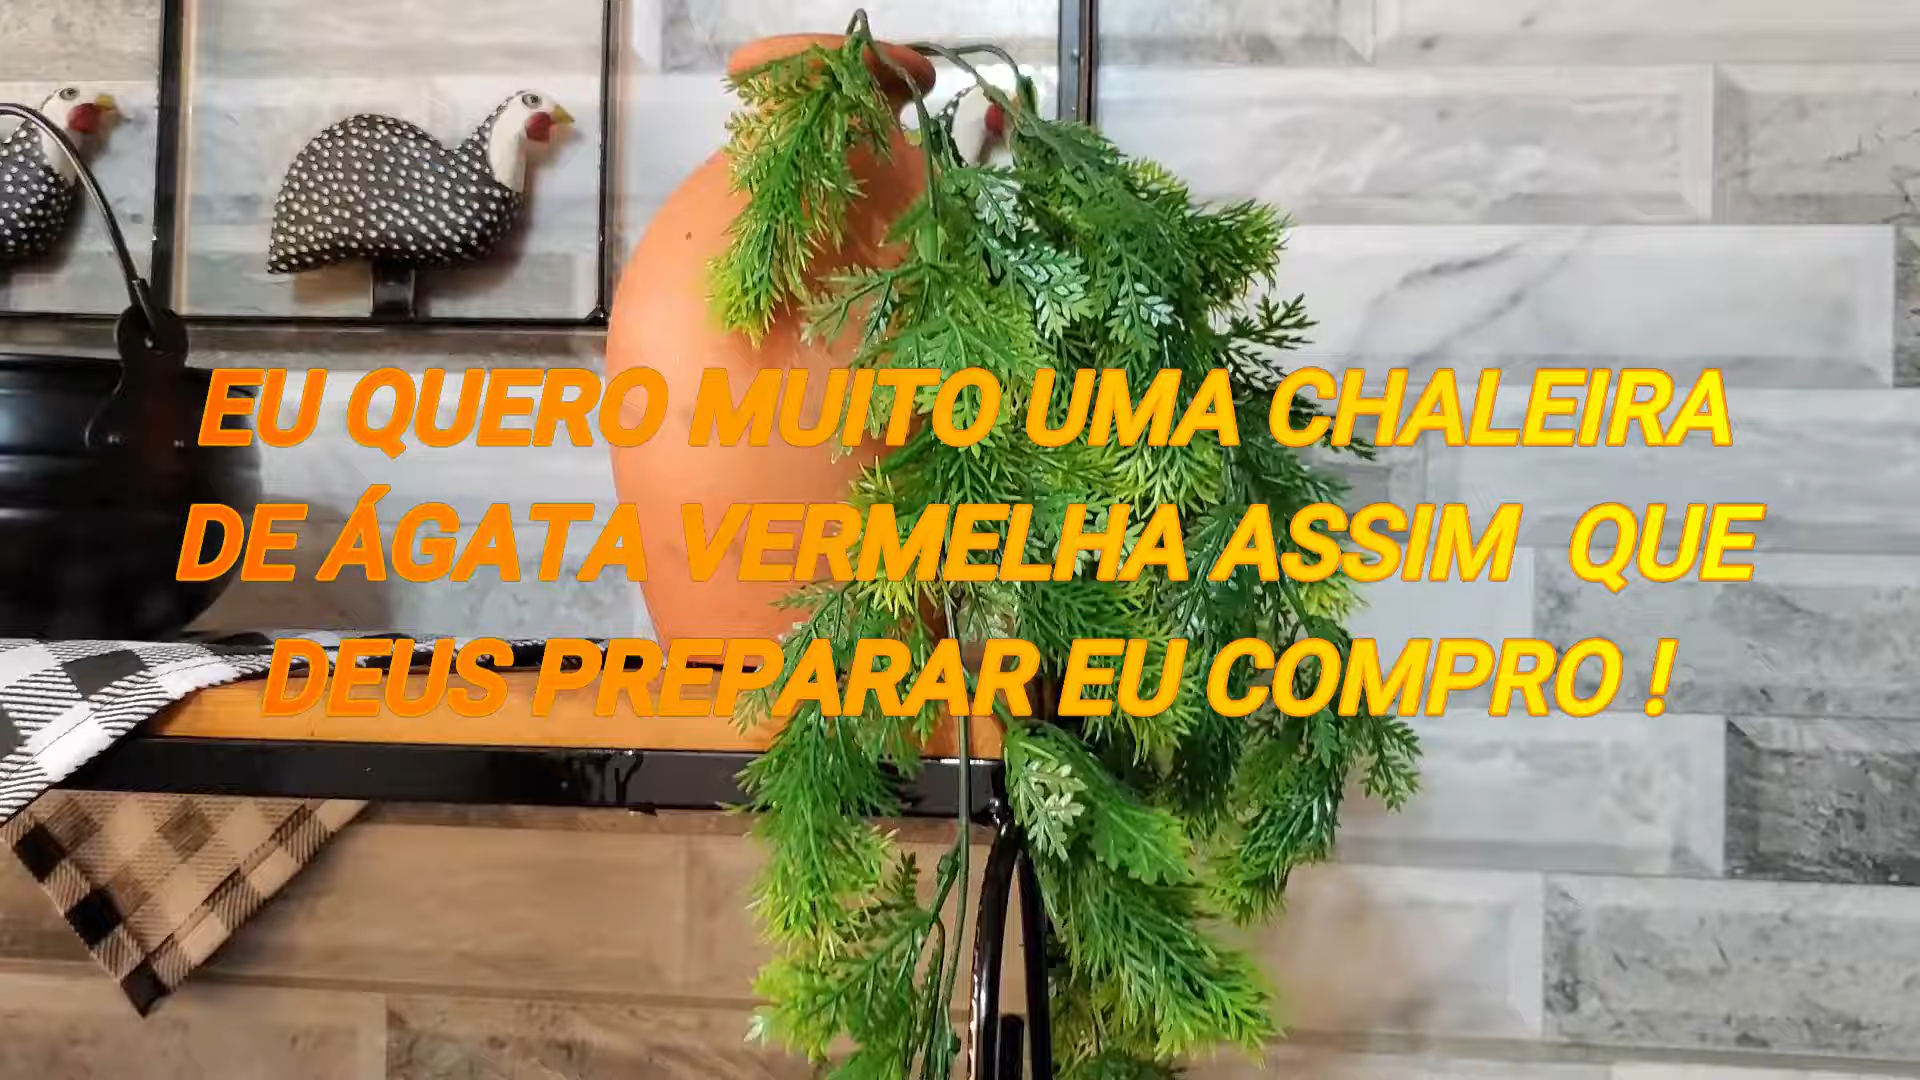 EU QUERO MUITO UMA CHALEIRA
DE ÁGATA VERMELHA ASSIM QUE
DEUS PREPARAR EU COMPRO !